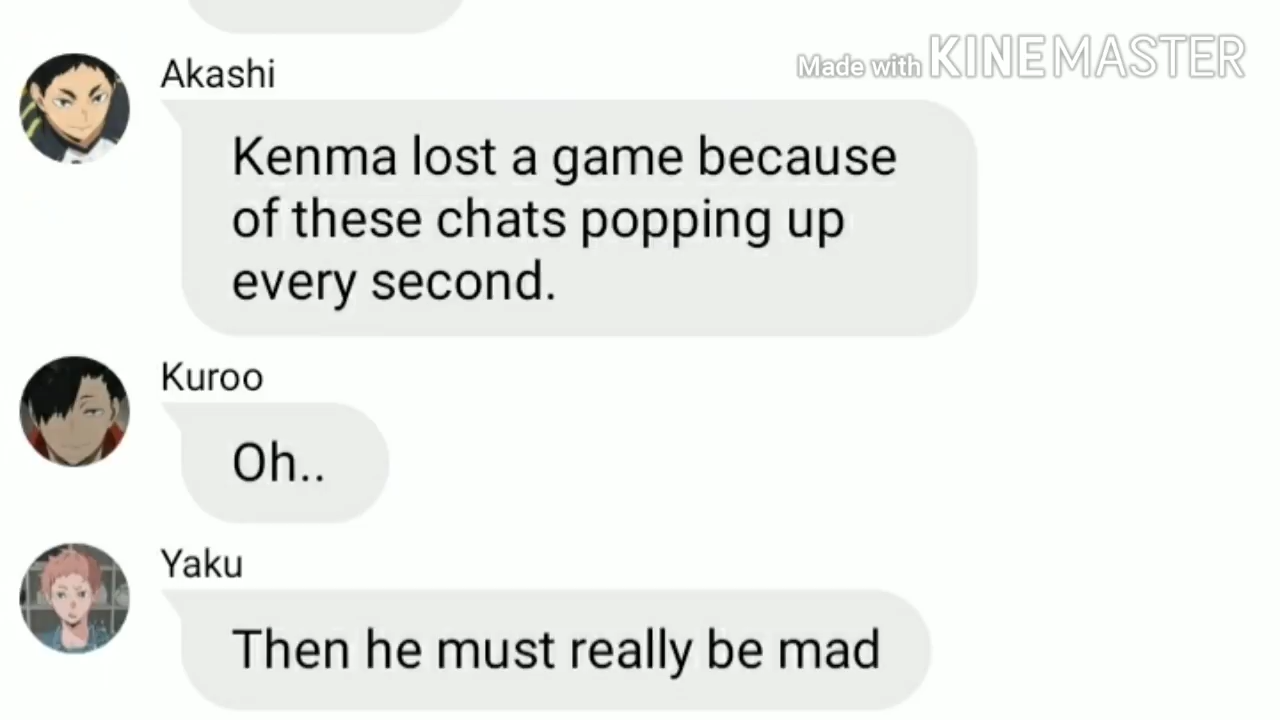 Made with KINEMASTER
Akashi
Kenma lost a game because
of these chats popping up
every second.
Kuroo
Oh..
Yaku
Then he must really be mad